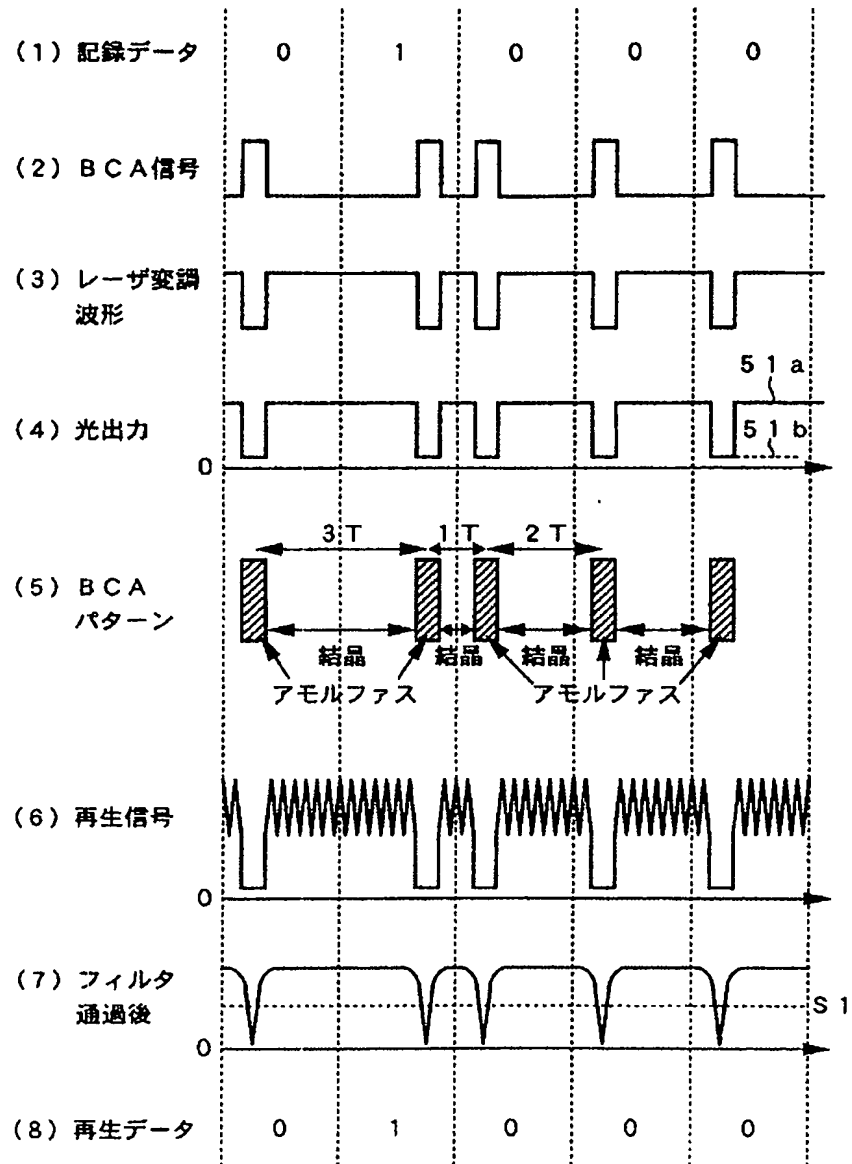 (1) 記録データ 0 1 0 0 0
(2) BCA信号
(3) レーザ変調
波形
51a
(4) 光出力
51b
0
3T 1T 2T
(5) BCA
パターン
結晶 結晶 結晶 結晶
アモルファス アモルファス
(6) 再生信号
0
(7) フィルタ
通過後
S1
0
(8) 再生データ 0 1 0 0 0